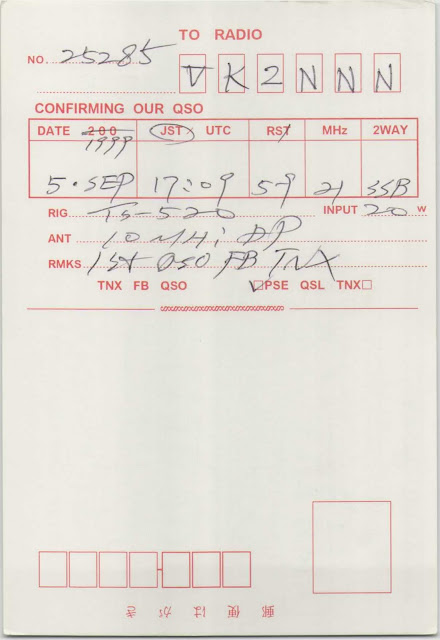 TO RADIO
NO. 25285
VK2NNN
CONFIRMING OUR QSO
DATE 200 JST UTC RST MHz 2WAY
1999
5. SEP 17:09 59 21 SSB
RIG TS-520 INPUT 20 W
ANT 10 MHi DP
RMKS 1st QSO FB TNX
TNX FB QSO ☑PSE QSL TNX□
郵便はがき